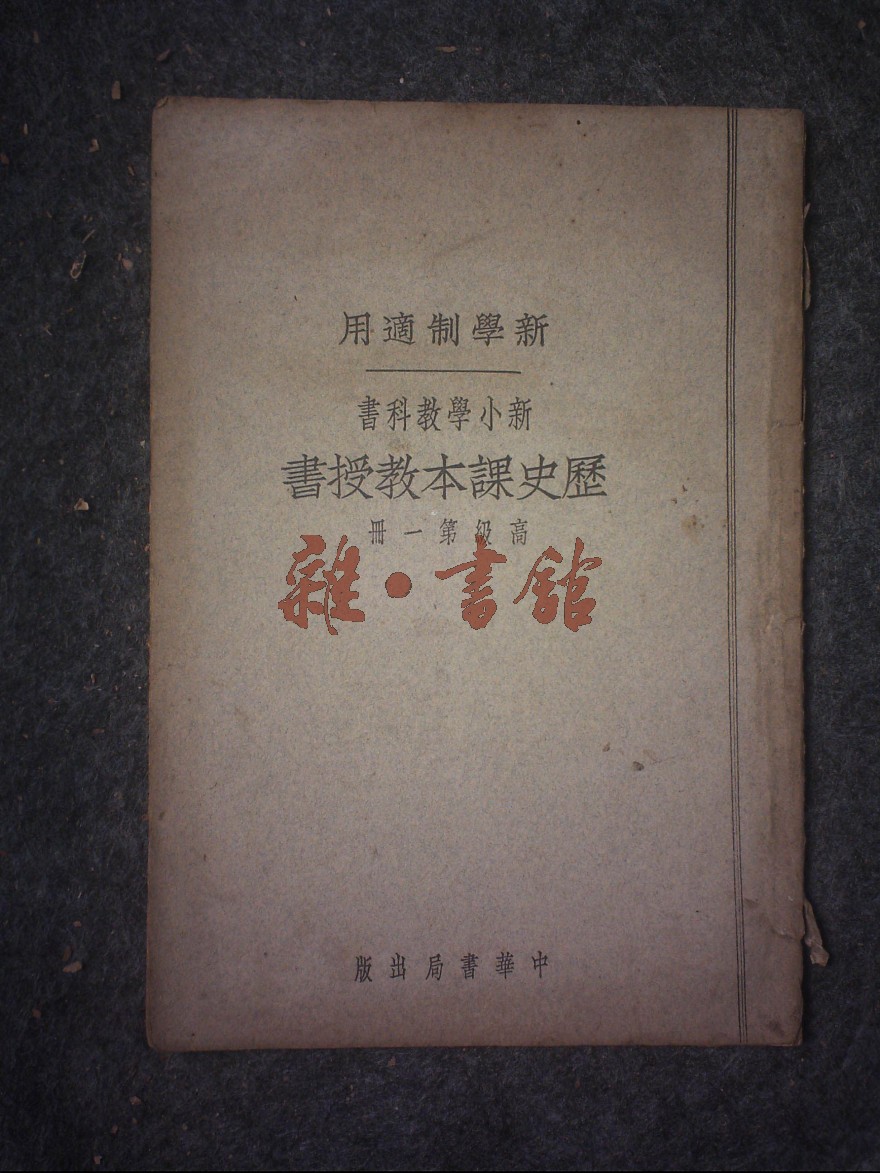 新學制適用
新小學教科書
歷史課本教授書
高級第一冊
雜·書館
中華書局出版